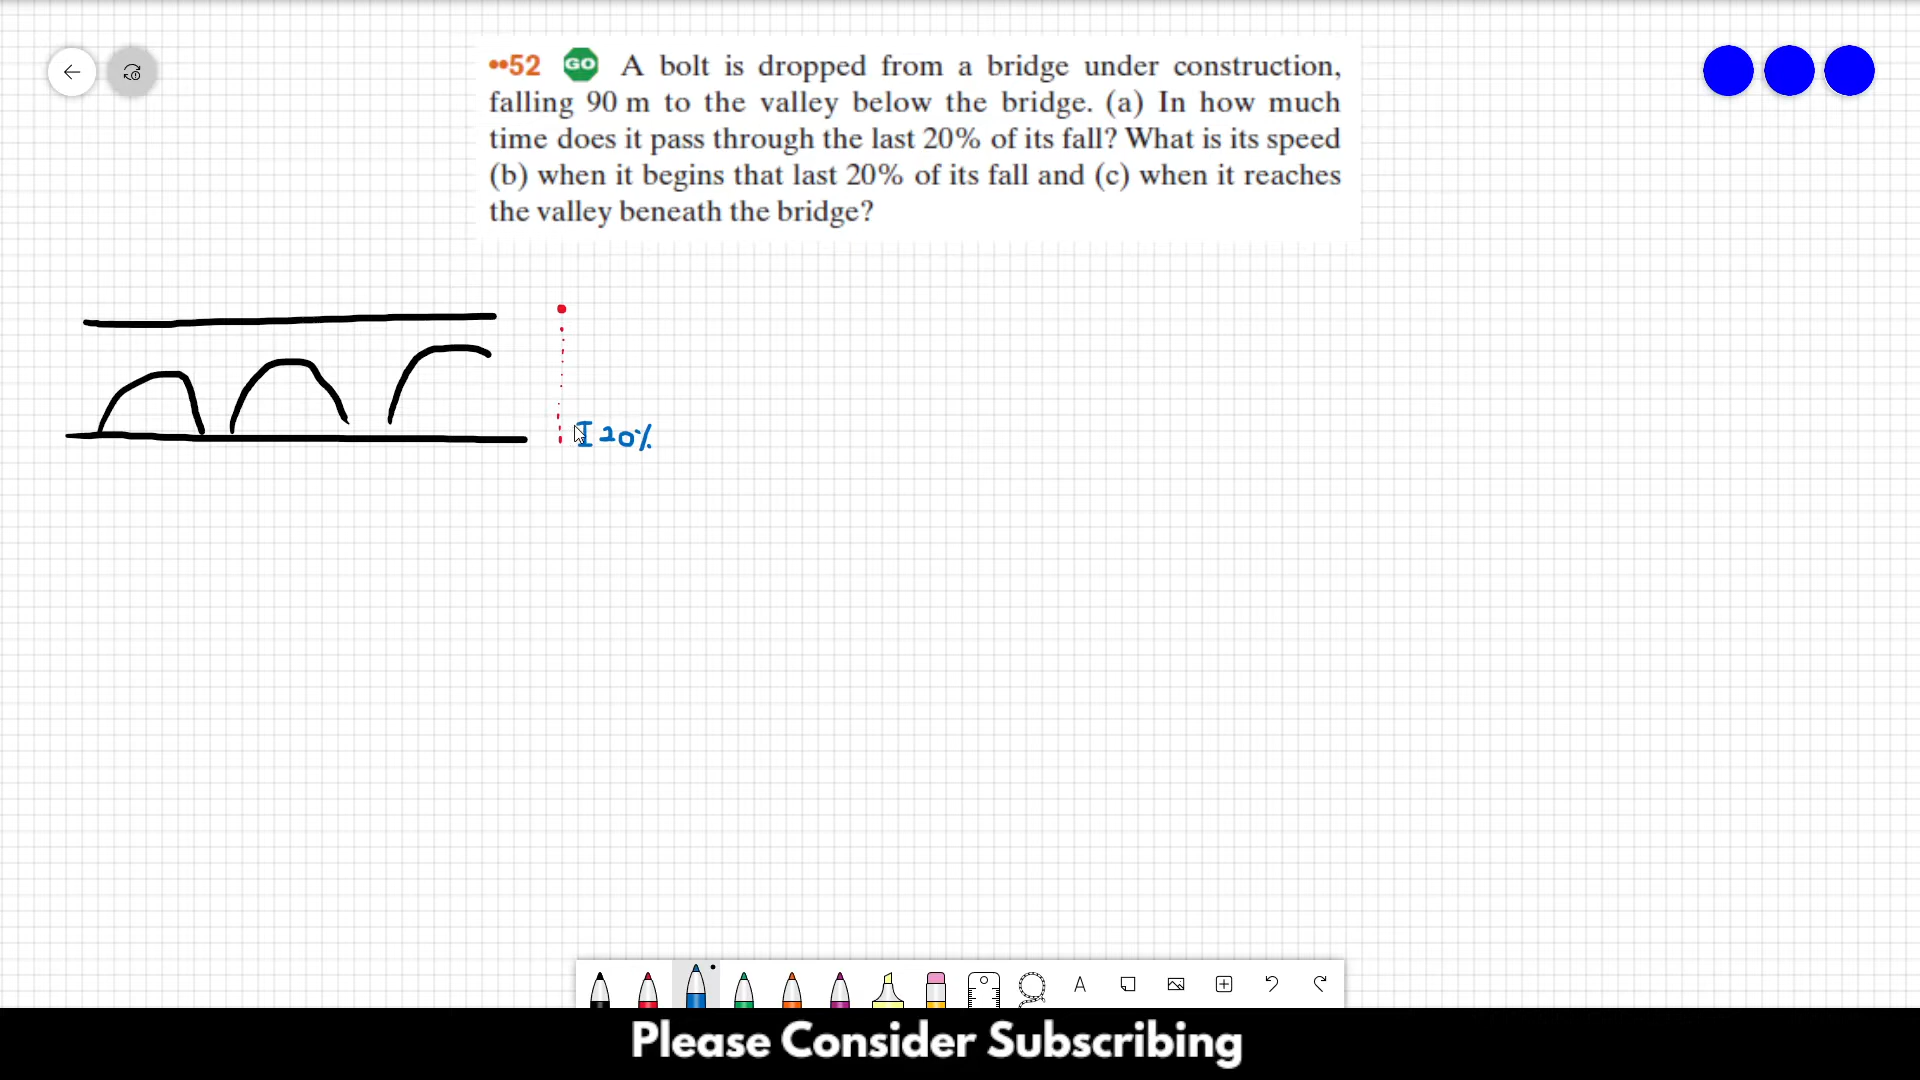 ••52 GO A bolt is dropped from a bridge under construction,
falling 90 m to the valley below the bridge. (a) In how much
time does it pass through the last 20% of its fall? What is its speed
(b) when it begins that last 20% of its fall and (c) when it reaches
the valley beneath the bridge?
20%
A
Please Consider Subscribing